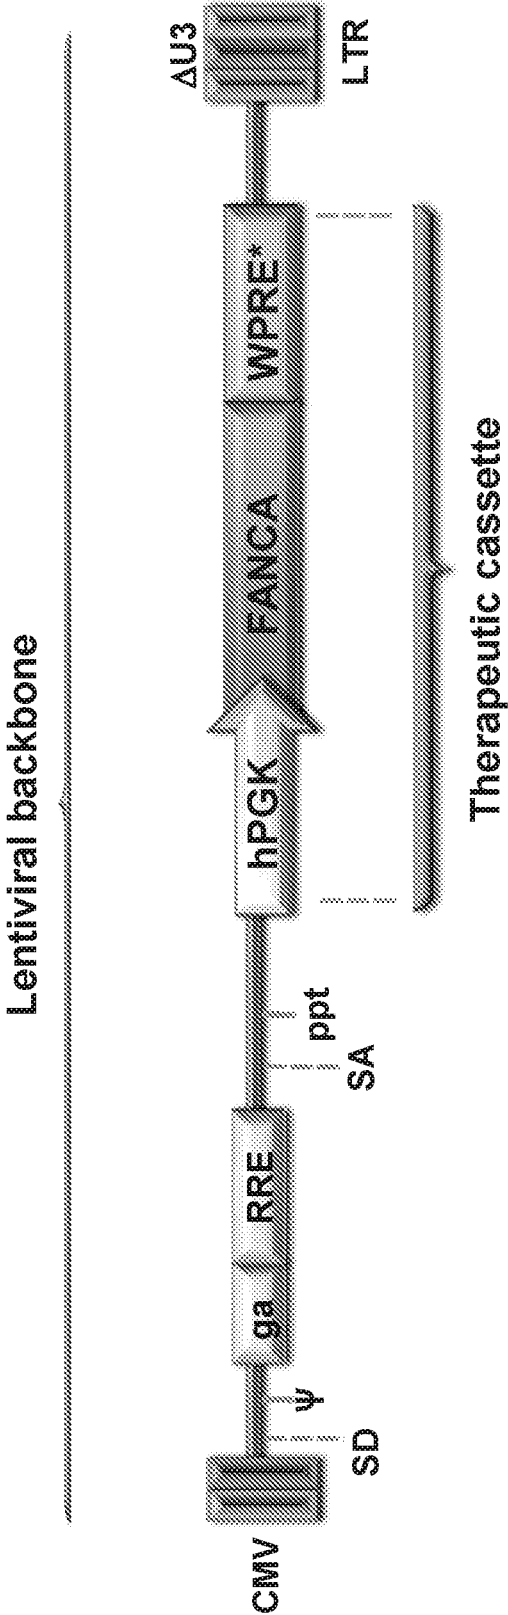 Lentiviral backbone
CMV
SD
Ψ
ga
RRE
SA
ppt
hPGK
FANCA
WPRE*
ΔU3
LTR
Therapeutic cassette